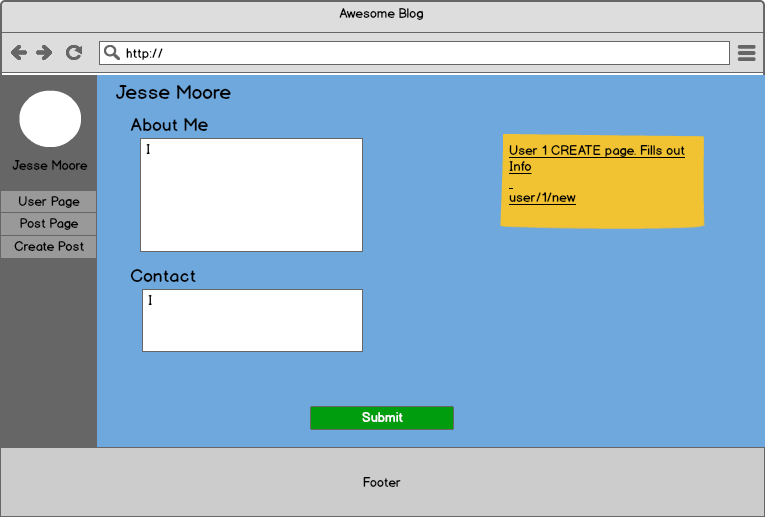 Awesome Blog
http://
Jesse Moore
User Page
Post Page
Create Post
Jesse Moore
About Me
I
Contact
I
Submit
User 1 CREATE page. Fills out
Info
user/1/new
Footer